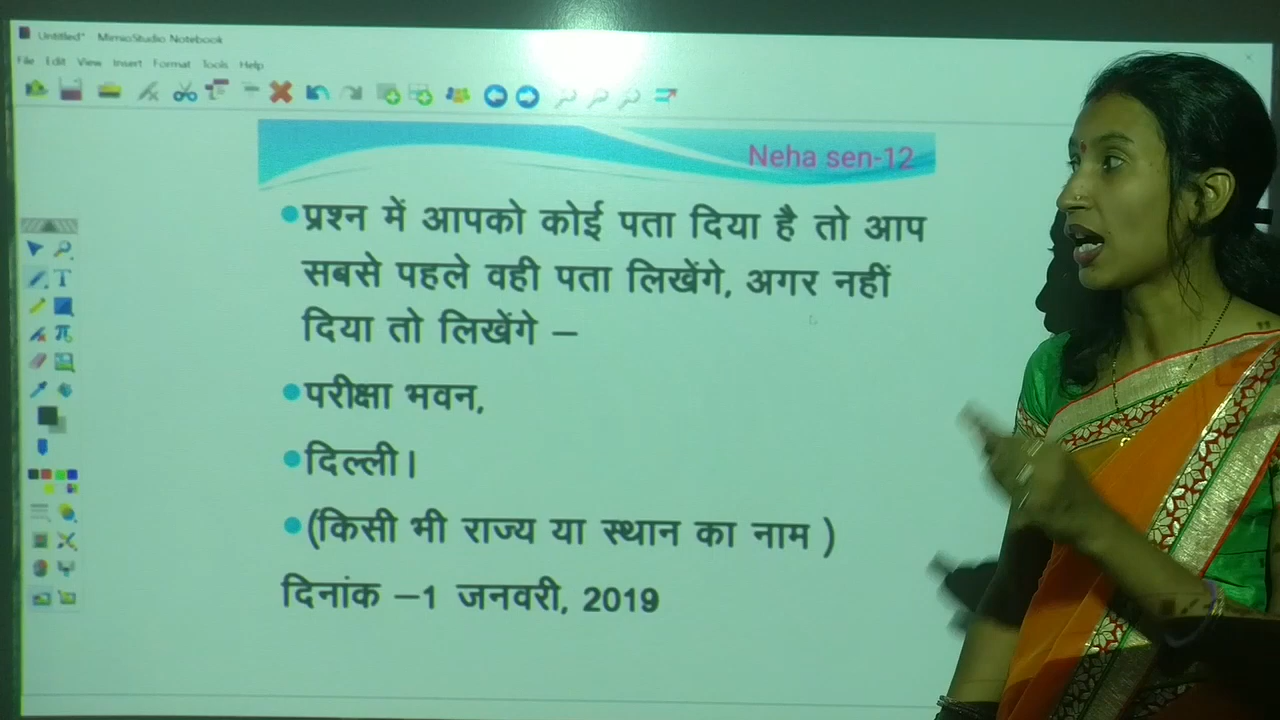 Untitled* MimioStudio Notebook
File Edit View Insert Format Tools Help
Neha sen-12
•प्रश्न में आपको कोई पता दिया है तो आप
सबसे पहले वही पता लिखेंगे, अगर नहीं
दिया तो लिखेंगे –
•परीक्षा भवन,
•दिल्ली।
•(किसी भी राज्य या स्थान का नाम )
दिनांक –1 जनवरी, 2019